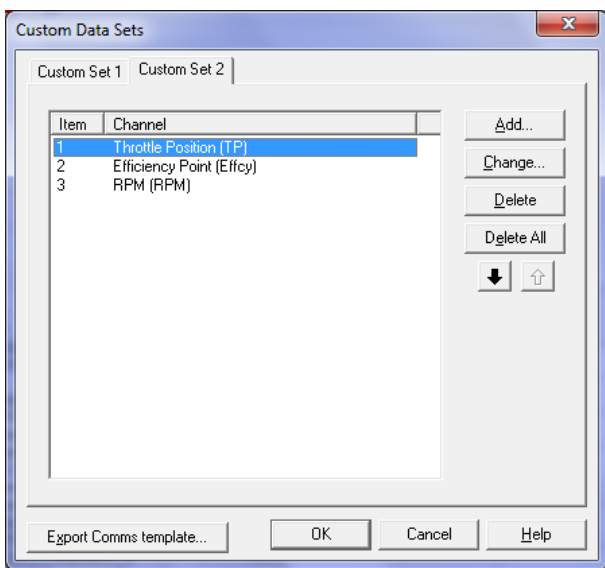 Custom Data Sets
Custom Set 1 Custom Set 2
Item Channel
1 Throttle Position (TP)
2 Efficiency Point (Effcy)
3 RPM (RPM)
Add...
Change...
Delete
Delete All
Export Comms template... OK Cancel Help